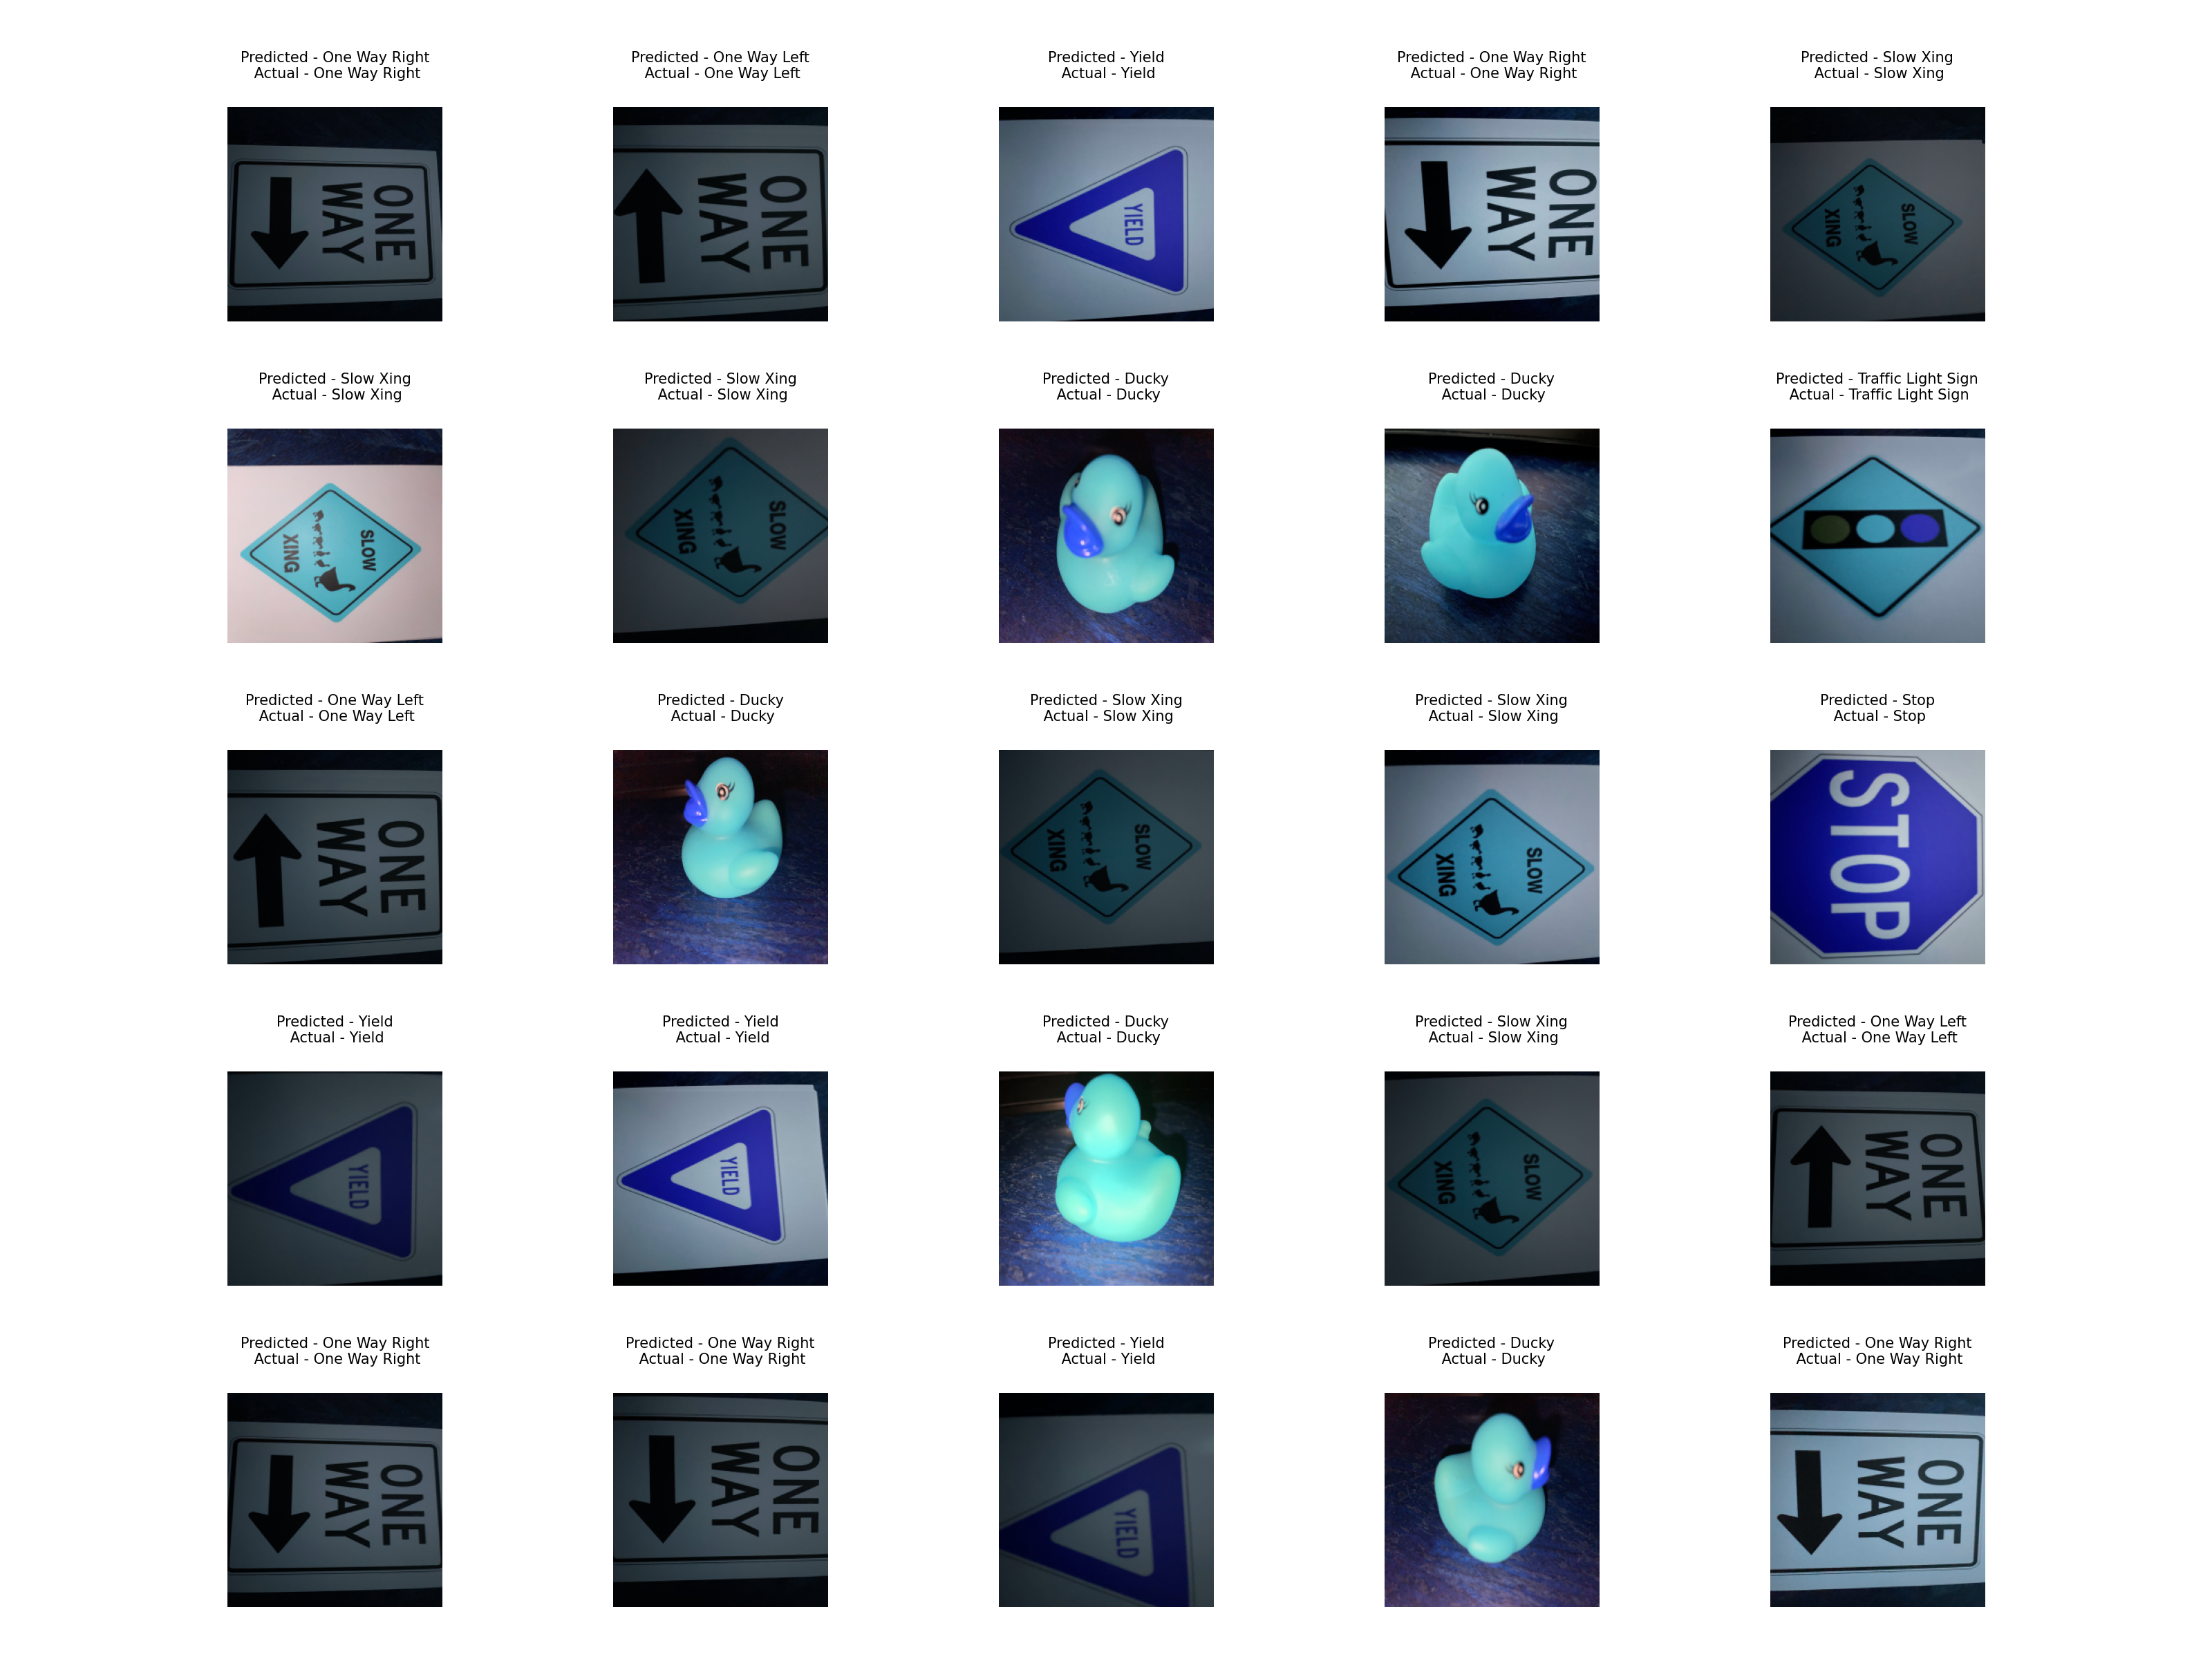 Predicted - One Way Right
Actual - One Way Right
Predicted - One Way Left
Actual - One Way Left
Predicted - Yield
Actual - Yield
Predicted - One Way Right
Actual - One Way Right
Predicted - Slow Xing
Actual - Slow Xing
ONE
WAY
ONE
WAY
YIELD
ONE
WAY
SLOW
XING
Predicted - Slow Xing
Actual - Slow Xing
Predicted - Slow Xing
Actual - Slow Xing
Predicted - Ducky
Actual - Ducky
Predicted - Ducky
Actual - Ducky
Predicted - Traffic Light Sign
Actual - Traffic Light Sign
SLOW
XING
SLOW
XING
Predicted - One Way Left
Actual - One Way Left
Predicted - Ducky
Actual - Ducky
Predicted - Slow Xing
Actual - Slow Xing
Predicted - Slow Xing
Actual - Slow Xing
Predicted - Stop
Actual - Stop
ONE
WAY
SLOW
XING
SLOW
XING
STOP
Predicted - Yield
Actual - Yield
Predicted - Yield
Actual - Yield
Predicted - Ducky
Actual - Ducky
Predicted - Slow Xing
Actual - Slow Xing
Predicted - One Way Left
Actual - One Way Left
YIELD
YIELD
SLOW
XING
ONE
WAY
Predicted - One Way Right
Actual - One Way Right
Predicted - One Way Right
Actual - One Way Right
Predicted - Yield
Actual - Yield
Predicted - Ducky
Actual - Ducky
Predicted - One Way Right
Actual - One Way Right
ONE
WAY
ONE
WAY
YIELD
ONE
WAY